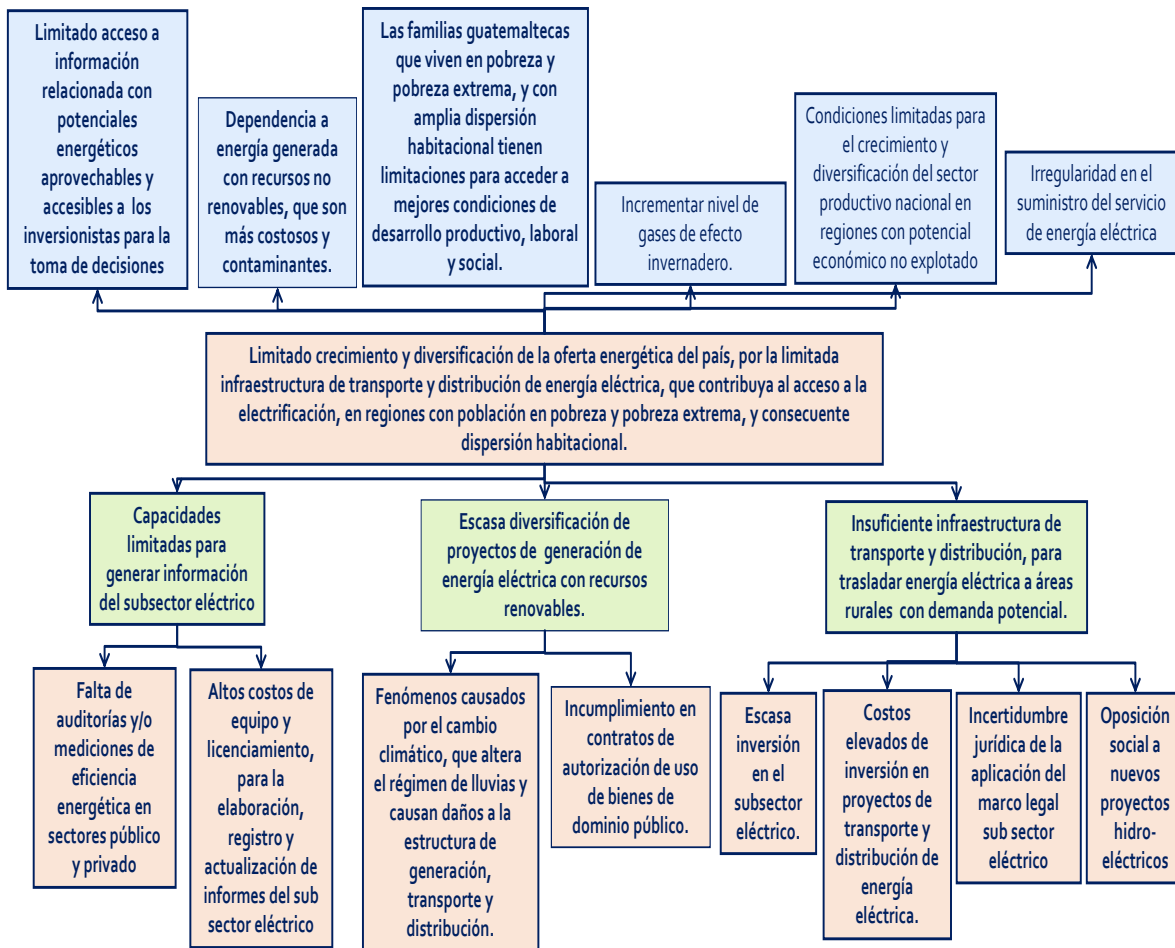 Limitado acceso a
información
relacionada con
potenciales
energéticos
aprovechables y
accesibles a los
inversionistas para la
toma de decisiones
Dependencia a
energía generada
con recursos no
renovables, que son
más costosos y
contaminantes.
Las familias guatemaltecas
que viven en pobreza y
pobreza extrema, y con
amplia dispersión
habitacional tienen
limitaciones para acceder a
mejores condiciones de
desarrollo productivo, laboral
y social.
Incrementar nivel de
gases de efecto
invernadero.
Condiciones limitadas para
el crecimiento y
diversificación del sector
productivo nacional en
regiones con potencial
económico no explotado
Irregularidad en el
suministro del servicio
de energía eléctrica
Limitado crecimiento y diversificación de la oferta energética del país, por la limitada
infraestructura de transporte y distribución de energía eléctrica, que contribuya al acceso a la
electrificación, en regiones con población en pobreza y pobreza extrema, y consecuente
dispersión habitacional.
Capacidades
limitadas para
generar información
del subsector eléctrico
Escasa diversificación de
proyectos de generación de
energía eléctrica con recursos
renovables.
Insuficiente infraestructura de
transporte y distribución, para
trasladar energía eléctrica a áreas
rurales con demanda potencial.
Falta de
auditorías y/o
mediciones de
eficiencia
energética en
sectores público
y privado
Altos costos de
equipo y
licenciamiento,
para la
elaboración,
registro y
actualización de
informes del sub
sector eléctrico
Fenómenos causados
por el cambio
climático, que altera
el régimen de lluvias y
causan daños a la
estructura de
generación,
transporte y
distribución.
Incumplimiento en
contratos de
autorización de uso
de bienes de
dominio público.
Escasa
inversión
en el
subsector
eléctrico.
Costos
elevados de
inversión en
proyectos de
transporte y
distribución de
energía
eléctrica.
Incertidumbre
jurídica de la
aplicación del
marco legal
sub sector
eléctrico
Oposición
social a
nuevos
proyectos
hidro-
eléctricos